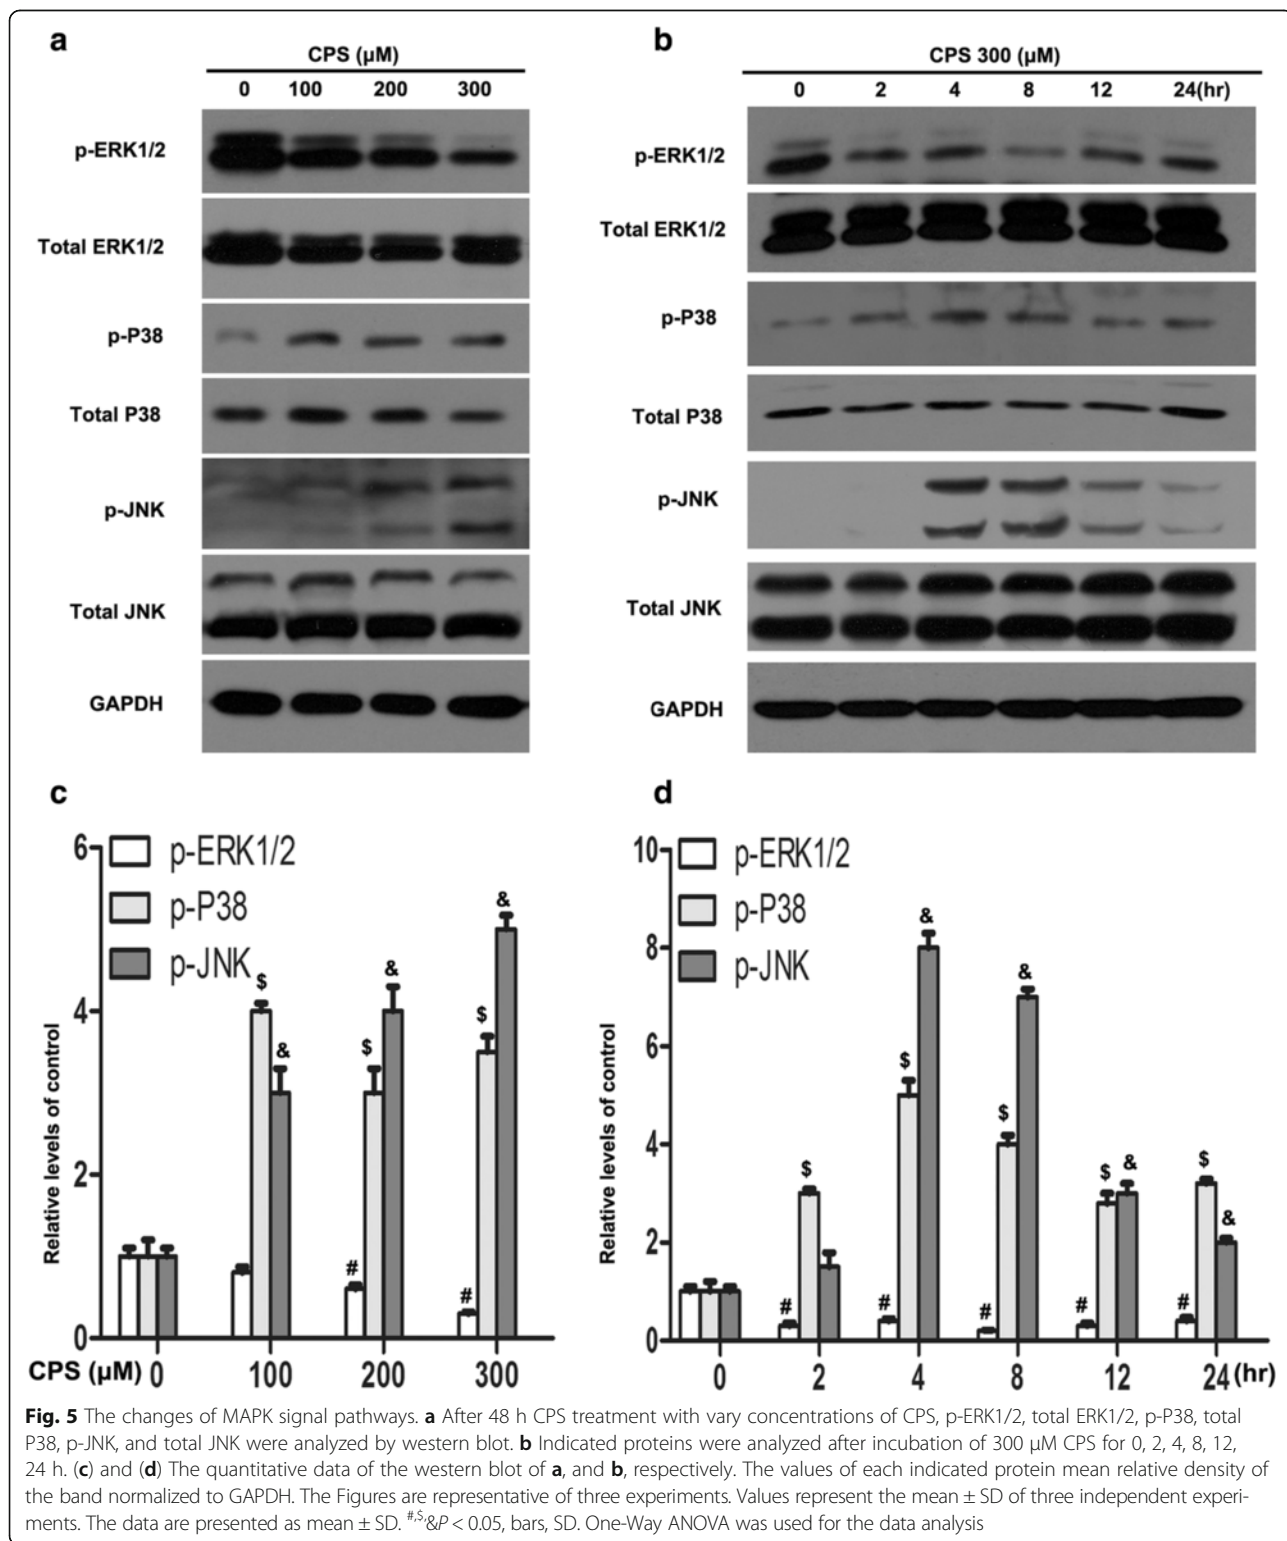 a
CPS (µM)
0 100 200 300
p-ERK1/2
Total ERK1/2
p-P38
Total P38
p-JNK
Total JNK
GAPDH
b
CPS 300 (µM)
0 2 4 8 12 24(hr)
p-ERK1/2
Total ERK1/2
p-P38
Total P38
p-JNK
Total JNK
GAPDH
c
6
4
2
0
Relative levels of control
p-ERK1/2
p-P38
p-JNK
$
&
#
$
&
#
$
&
CPS (µM) 0 100 200 300
d
10
8
6
4
2
0
Relative levels of control
p-ERK1/2
p-P38
p-JNK
#
$
#
$
&
#
$
&
#
$
&
#
$
&
0 2 4 8 12 24 (hr)
Fig. 5 The changes of MAPK signal pathways. a After 48 h CPS treatment with vary concentrations of CPS, p-ERK1/2, total ERK1/2, p-P38, total
P38, p-JNK, and total JNK were analyzed by western blot. b Indicated proteins were analyzed after incubation of 300 µM CPS for 0, 2, 4, 8, 12,
24 h. (c) and (d) The quantitative data of the western blot of a, and b, respectively. The values of each indicated protein mean relative density of
the band normalized to GAPDH. The Figures are representative of three experiments. Values represent the mean ± SD of three independent experi-
ments. The data are presented as mean ± SD. #,$,&P < 0.05, bars, SD. One-Way ANOVA was used for the data analysis